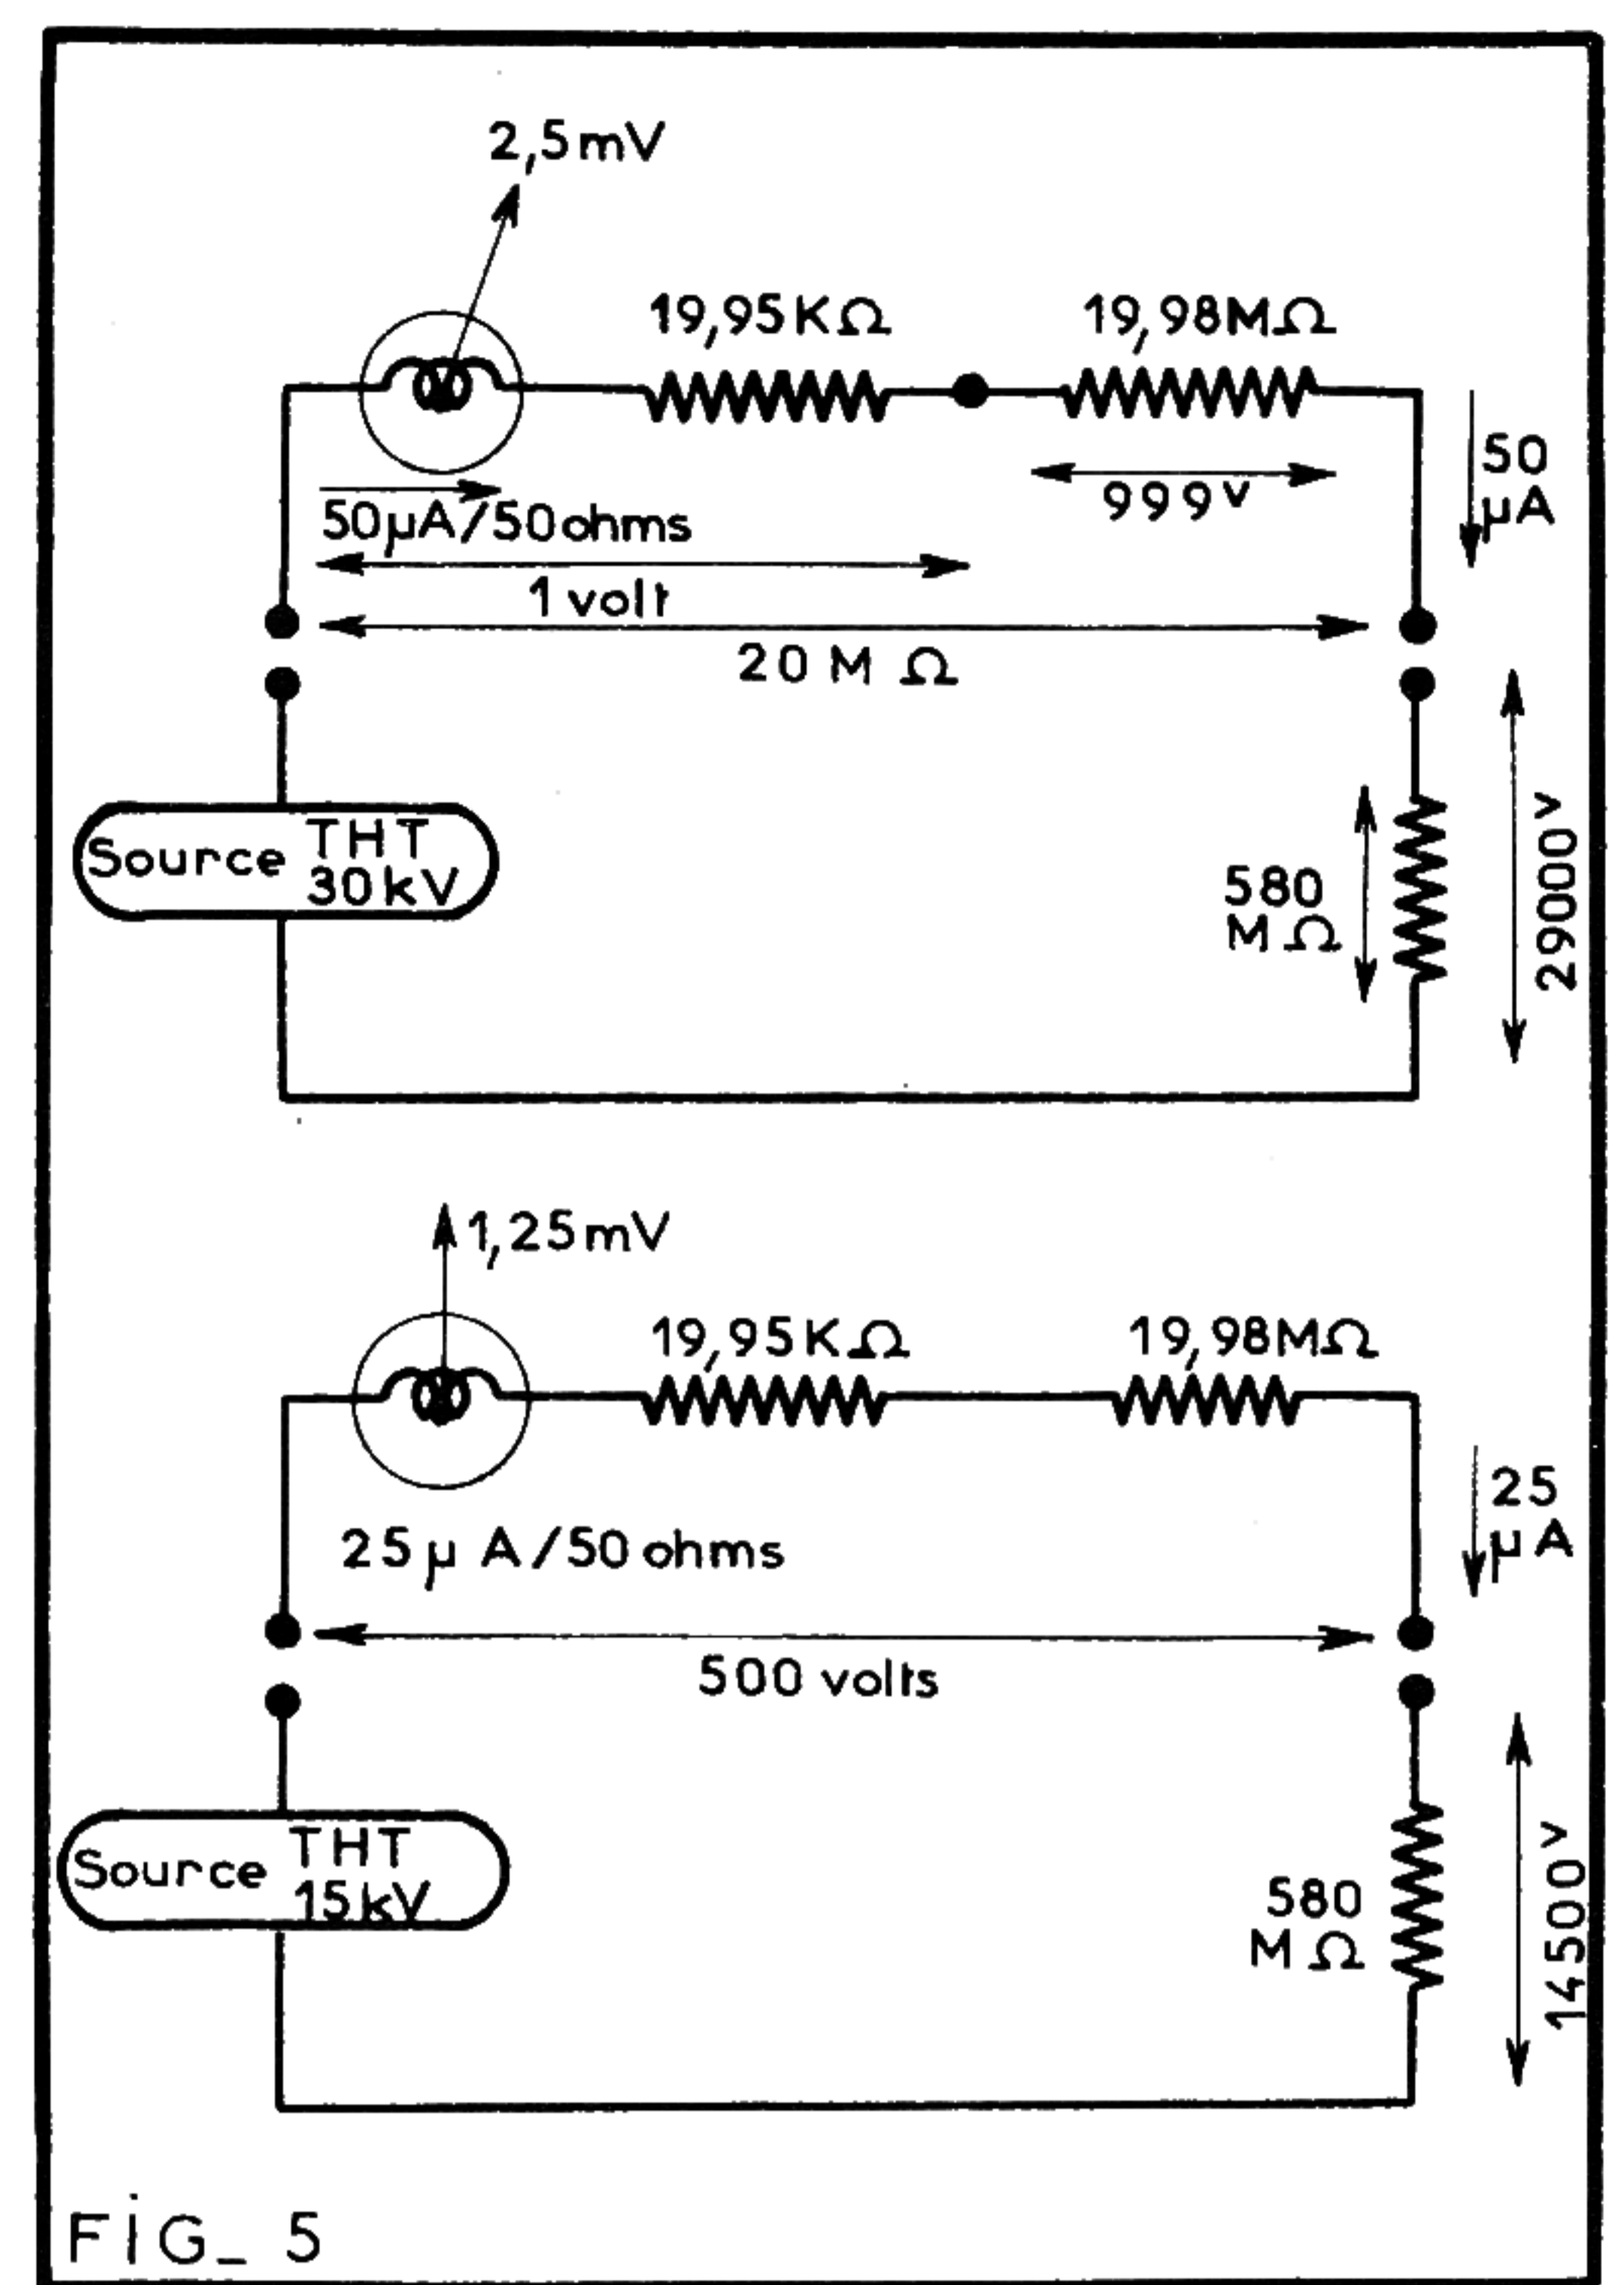 2,5mV
19,95KΩ
19,98MΩ
50
µA
999v
50µA/50ohms
1 volt
20 M Ω
Source THT
30kV
580
MΩ
29000v
1,25mV
19,95KΩ
19,98MΩ
25
µA
25µ A/50 ohms
500 volts
Source THT
15kV
580
MΩ
14500v
FiG_ 5